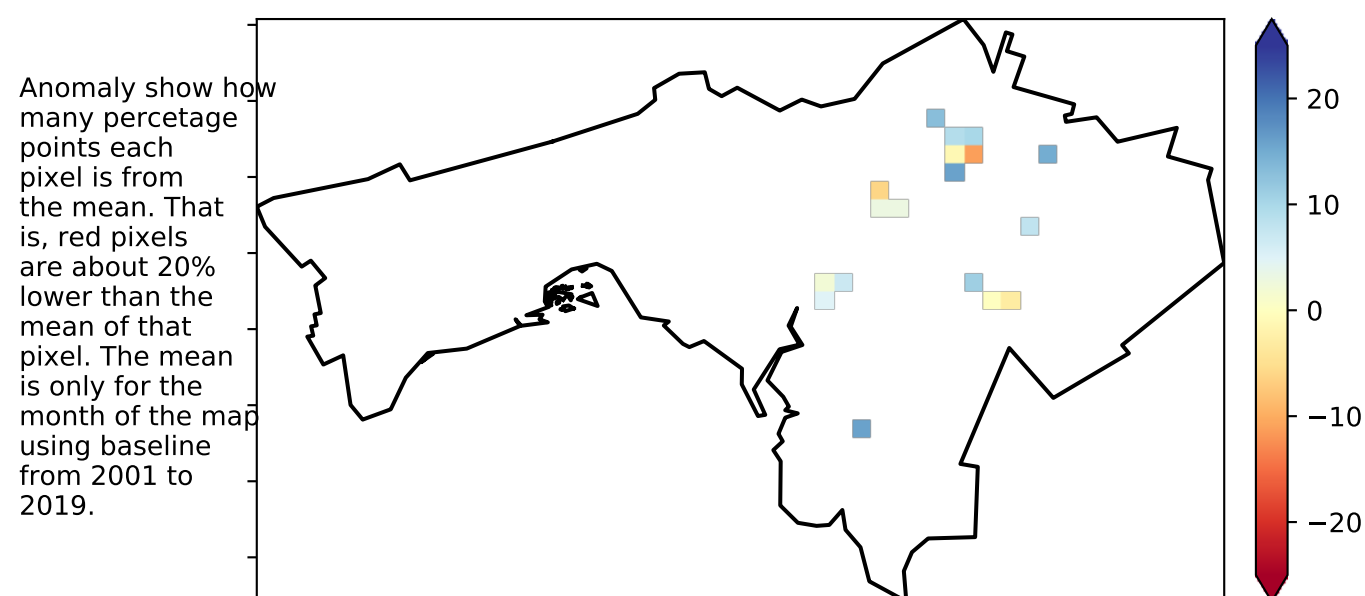 Anomaly show how
many percetage
points each
pixel is from
the mean. That
is, red pixels
are about 20%
lower than the
mean of that
pixel. The mean
is only for the
month of the map
using baseline
from 2001 to
2019.
20
10
0
−10
−20